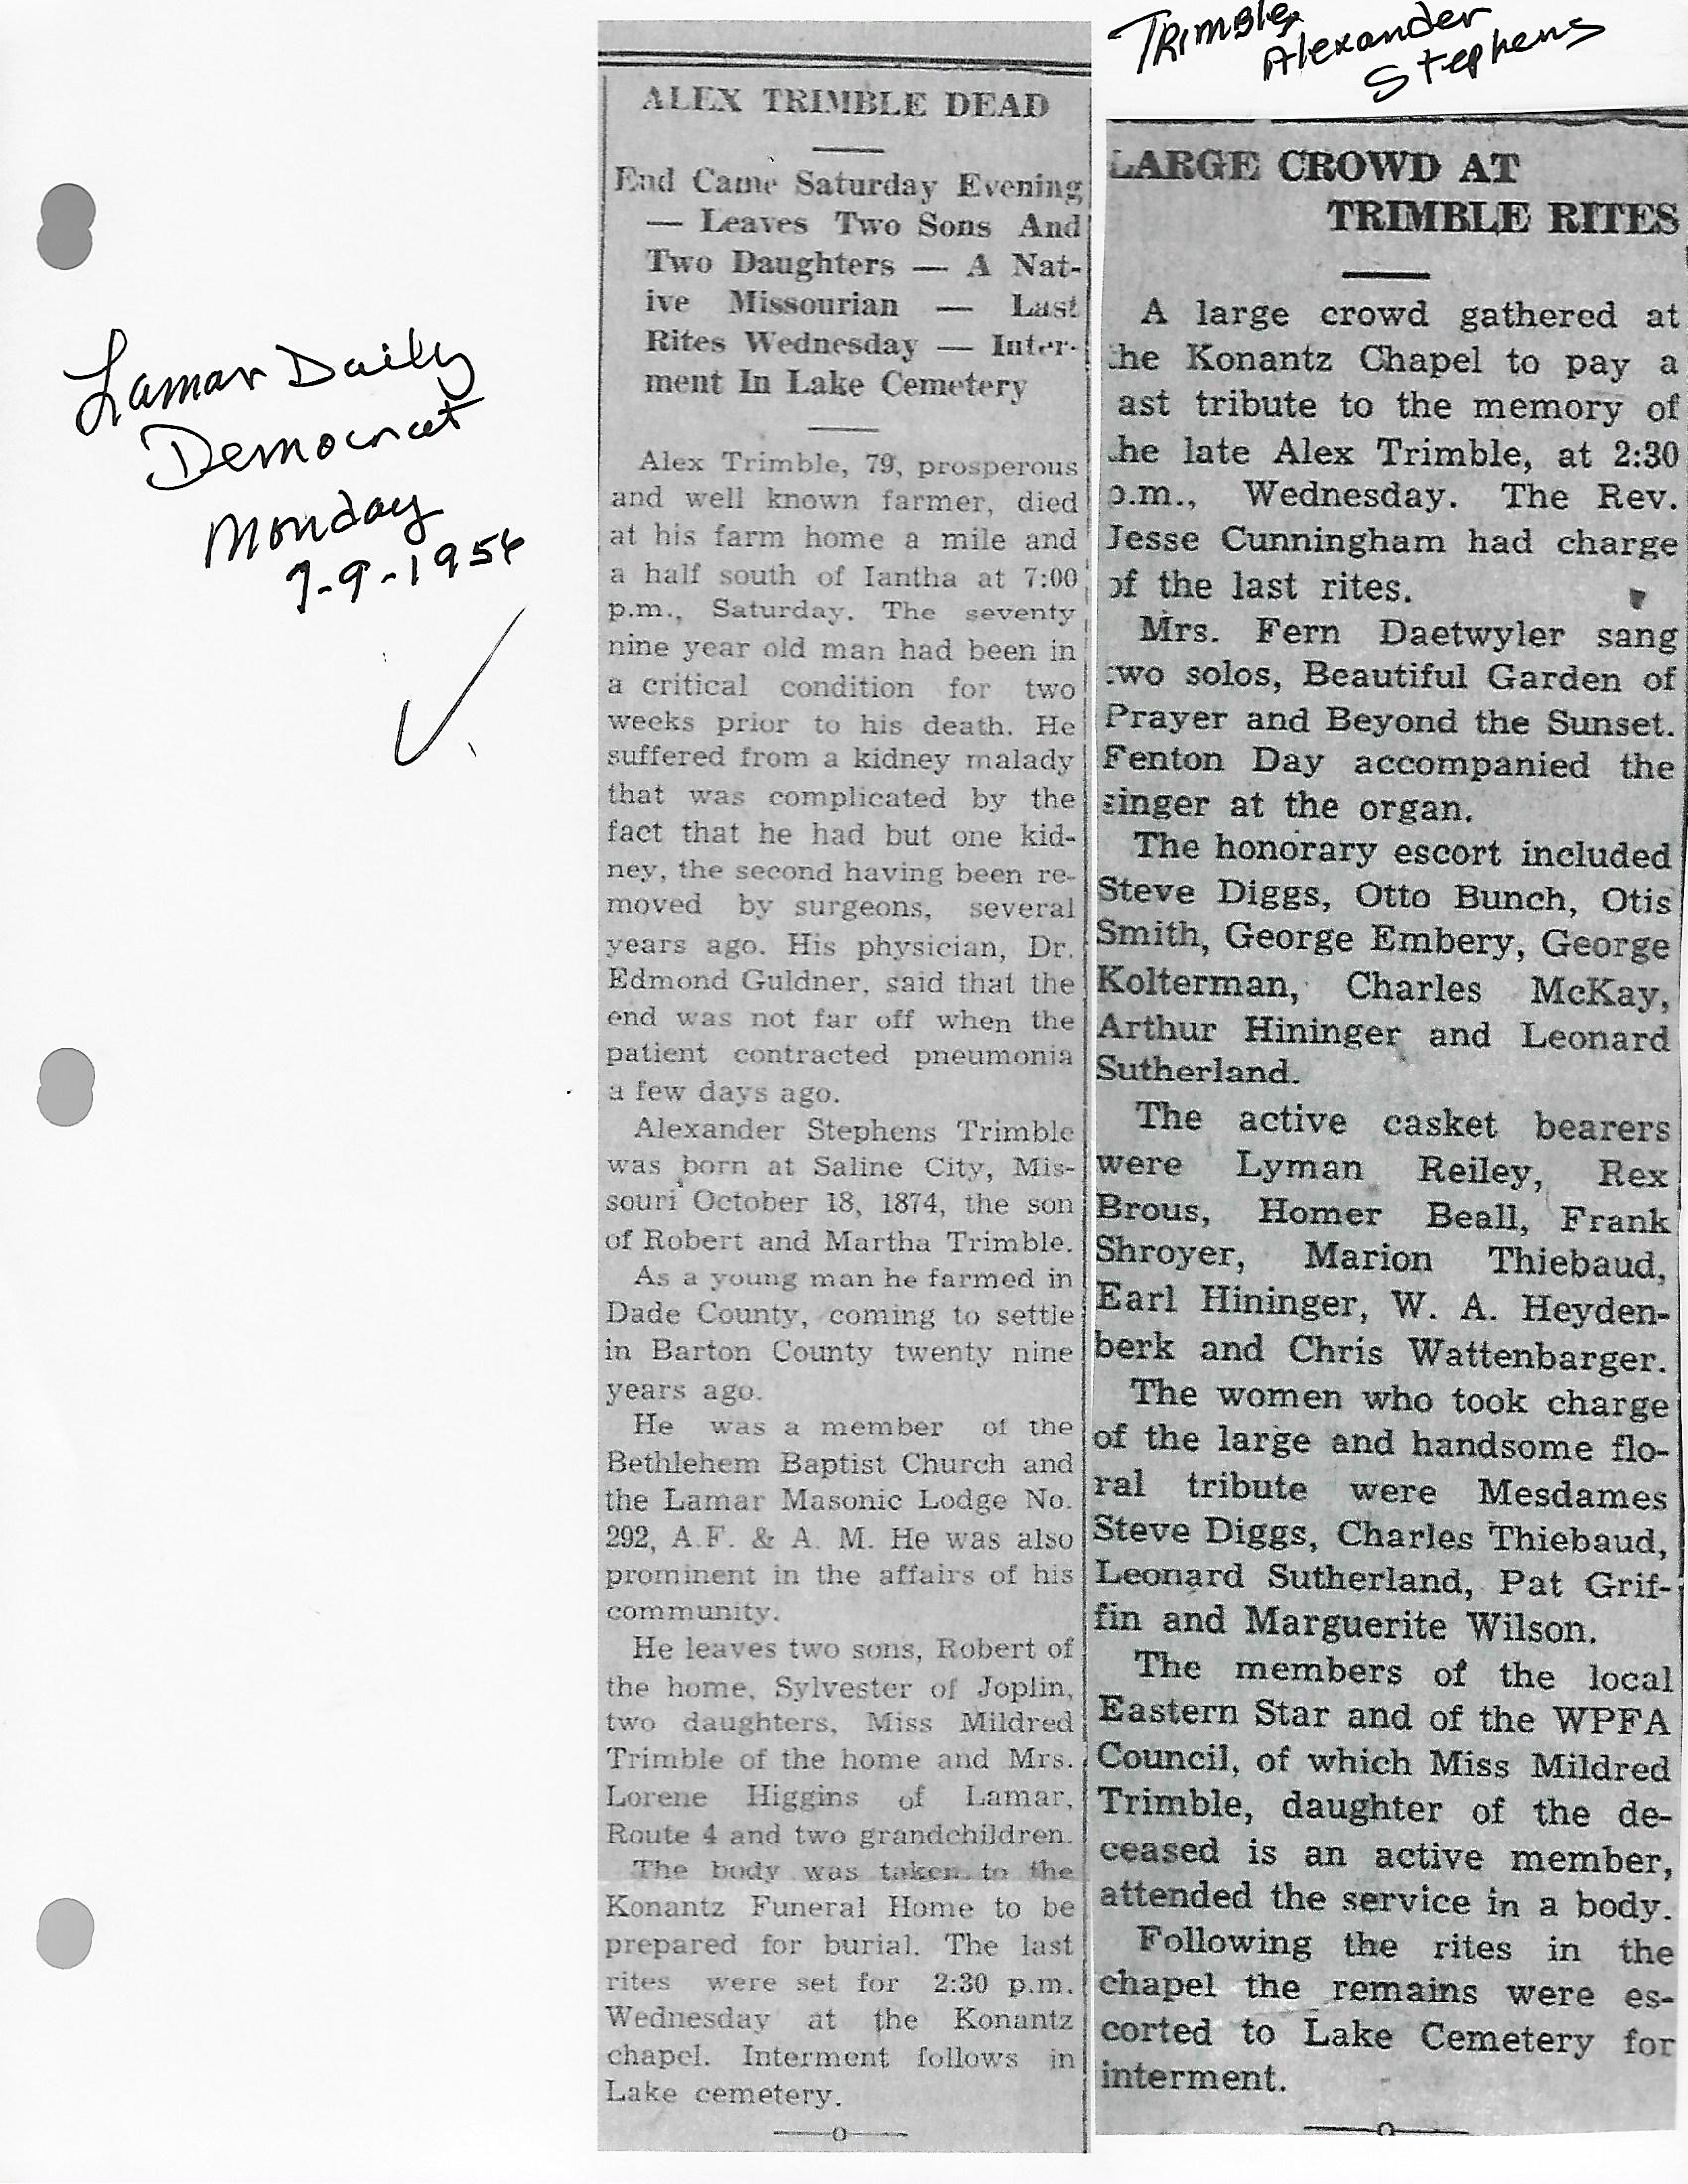 Lamar Daily
Democrat
Monday
ALEX TRIMBLE DEAD
End Came Saturday Evening
— Leaves Two Sons And
Two Daughters — A Nat-
ive Missourian — Last
Rites Wednesday — Inter-
ment In Lake Cemetery
Alex Trimble, 79, prosperous
and well known farmer, died
at his farm home a mile and
a half south of Iantha at 7:00
p.m., Saturday. The seventy
nine year old man had been in
a critical condition for two
weeks prior to his death. He
suffered from a kidney malady
that was complicated by the
fact that he had but one kid-
ney, the second having been re-
moved by surgeons, several
years ago. His physician, Dr.
Edmond Guldner, said that the
end was not far off when the
patient contracted pneumonia
a few days ago.
Alexander Stephens Trimble
was born at Saline City, Mis-
souri October 18, 1874, the son
of Robert and Martha Trimble.
As a young man he farmed in
Dade County, coming to settle
in Barton County twenty nine
years ago.
He was a member of the
Bethlehem Baptist Church and
the Lamar Masonic Lodge No.
292, A.F. & A. M. He was also
prominent in the affairs of his
community.
He leaves two sons, Robert of
the home, Sylvester of Joplin,
two daughters, Miss Mildred
Trimble of the home and Mrs.
Lorene Higgins of Lamar,
Route 4 and two grandchildren.
The body was taken to the
Konantz Funeral Home to be
prepared for burial. The last
rites were set for 2:30 p.m.
Wednesday at the Konantz
chapel. Interment follows in
Lake cemetery.
Trimble,
Alexander
Stephens
LARGE CROWD AT
TRIMBLE RITES
A large crowd gathered at
he Konantz Chapel to pay a
ast tribute to the memory of
he late Alex Trimble, at 2:30
p.m., Wednesday. The Rev.
Jesse Cunningham had charge
of the last rites.
Mrs. Fern Daetwyler sang
two solos, Beautiful Garden of
Prayer and Beyond the Sunset.
Fenton Day accompanied the
singer at the organ.
The honorary escort included
Steve Diggs, Otto Bunch, Otis
Smith, George Embery, George
Kolterman, Charles McKay,
Arthur Hininger and Leonard
Sutherland.
The active casket bearers
were Lyman Reiley, Rex
Brous, Homer Beall, Frank
Shroyer, Marion Thiebaud,
Earl Hininger, W. A. Heyden-
berk and Chris Wattenbarger.
The women who took charge
of the large and handsome flo-
ral tribute were Mesdames
Steve Diggs, Charles Thiebaud,
Leonard Sutherland, Pat Grif-
fin and Marguerite Wilson.
The members of the local
Eastern Star and of the WPFA
Council, of which Miss Mildred
Trimble, daughter of the de-
ceased is an active member,
attended the service in a body.
Following the rites in the
chapel the remains were es-
corted to Lake Cemetery for
interment.